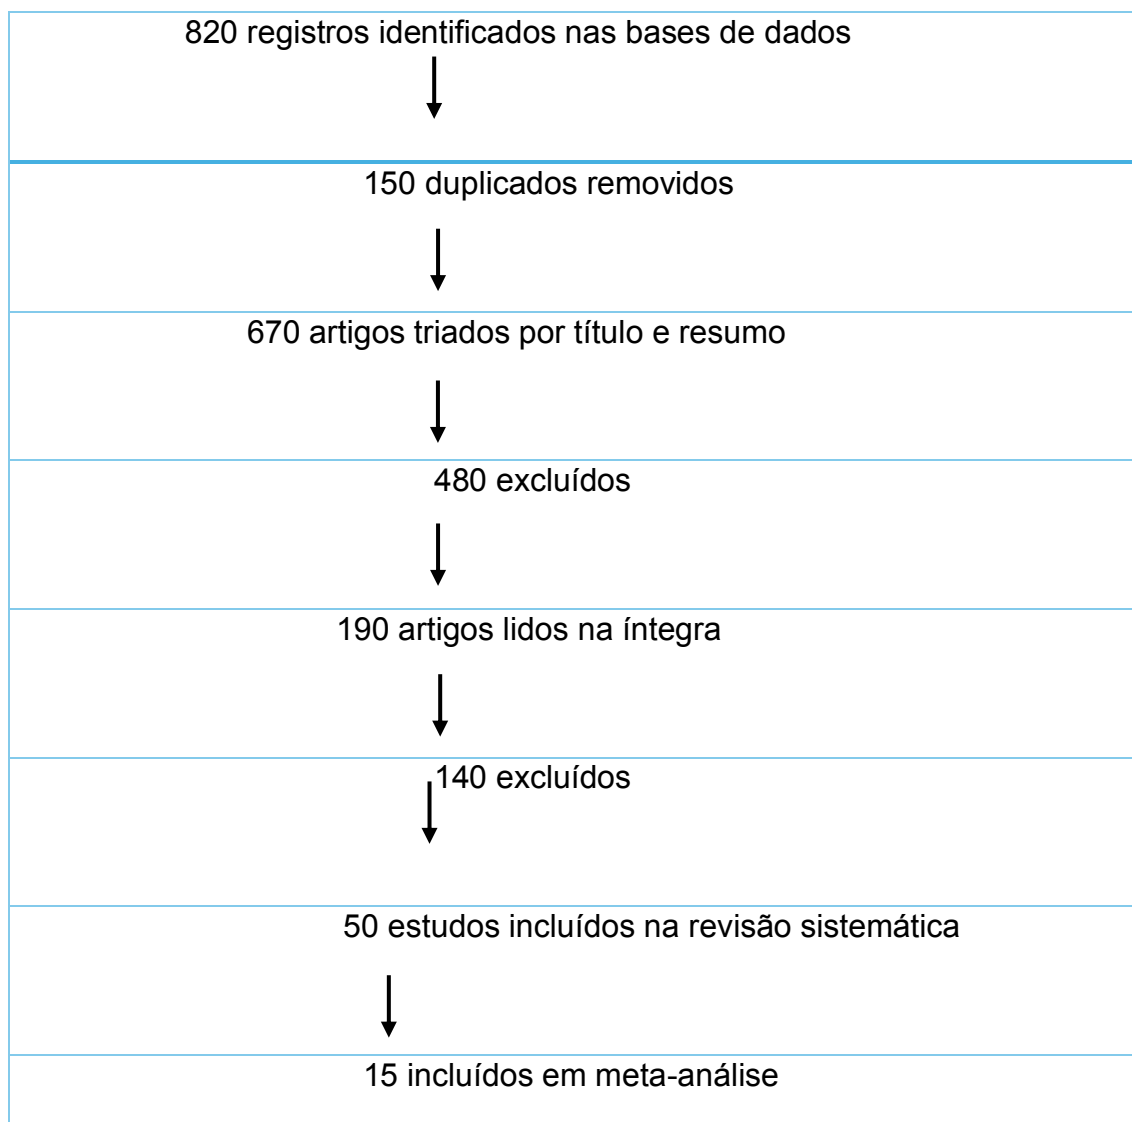 820 registros identificados nas bases de dados
150 duplicados removidos
670 artigos triados por título e resumo
480 excluídos
190 artigos lidos na íntegra
140 excluídos
50 estudos incluídos na revisão sistemática
15 incluídos em meta-análise